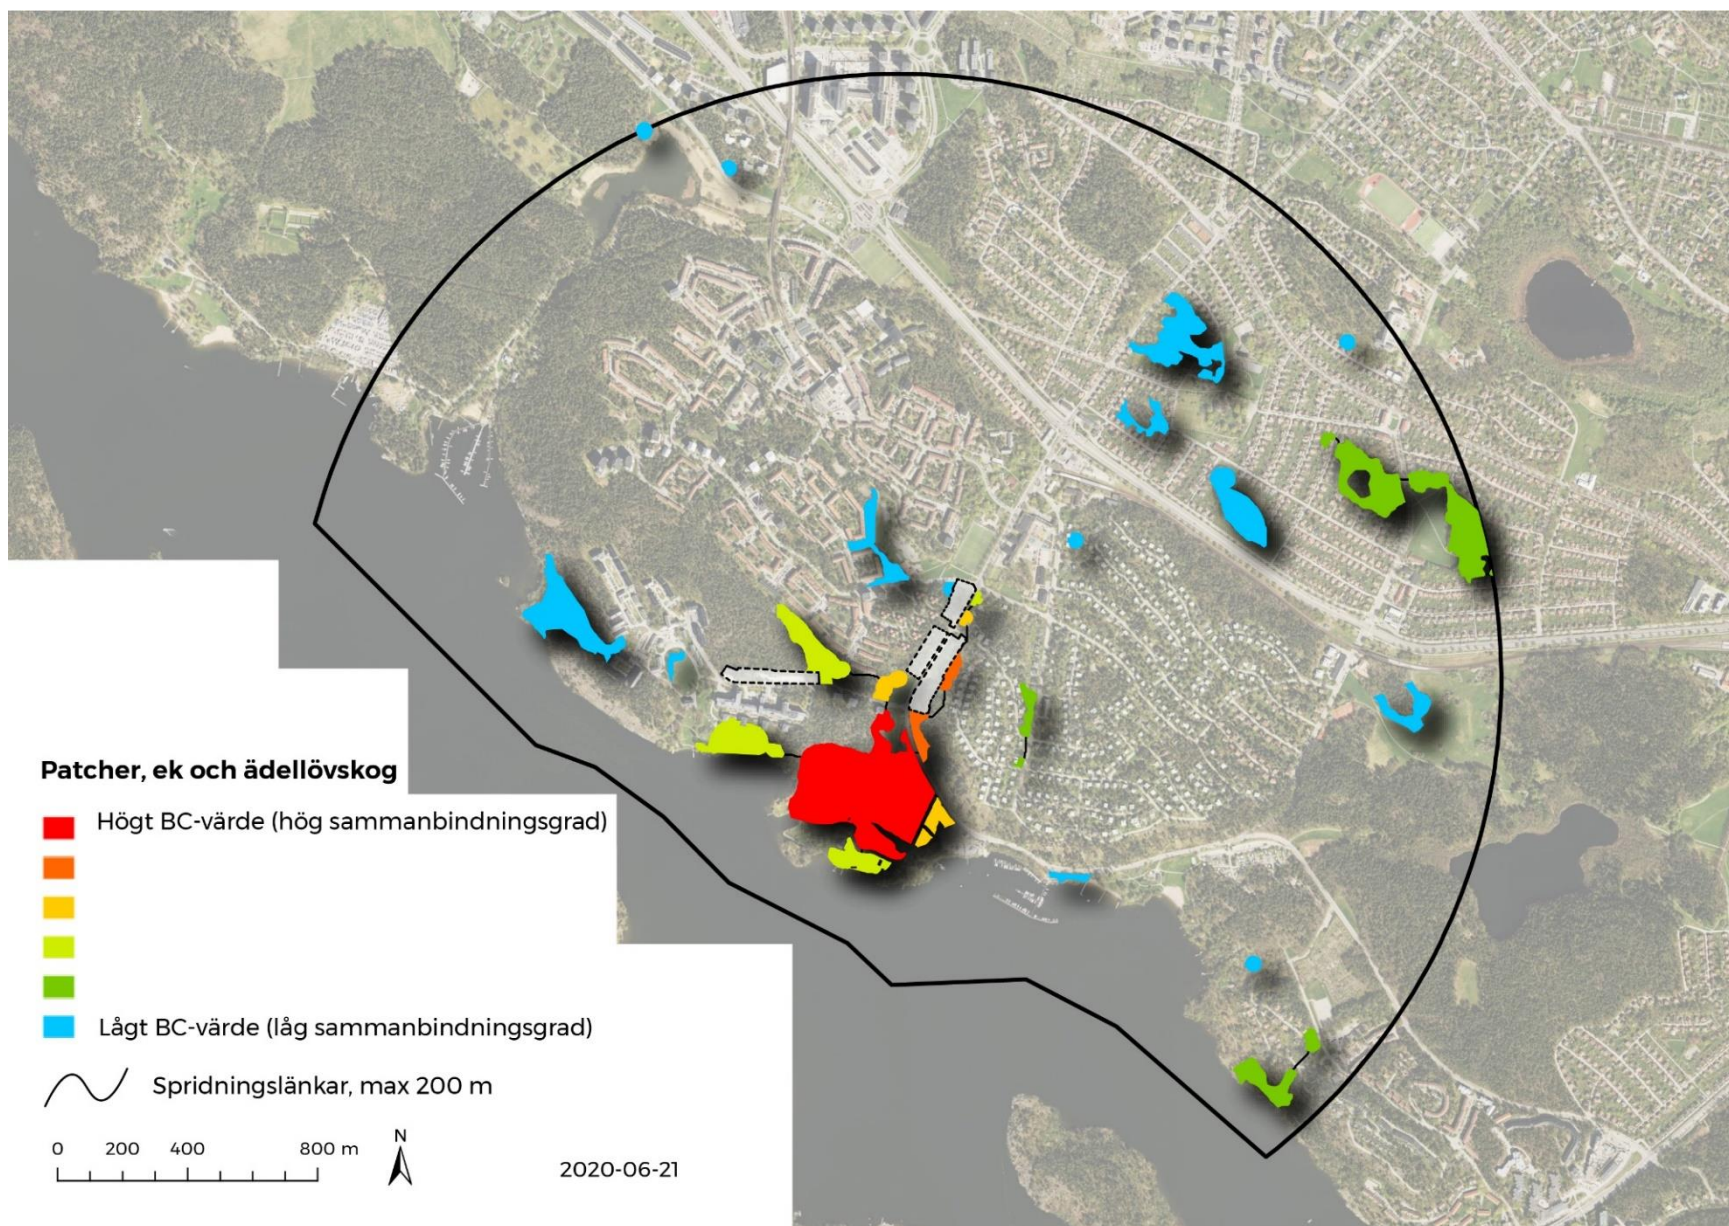 Patcher, ek och ädellövskog
Högt BC-värde (hög sammanbindningsgrad)
Lågt BC-värde (låg sammanbindningsgrad)
Spridningslänkar, max 200 m
0 200 400 800 m
N
2020-06-21